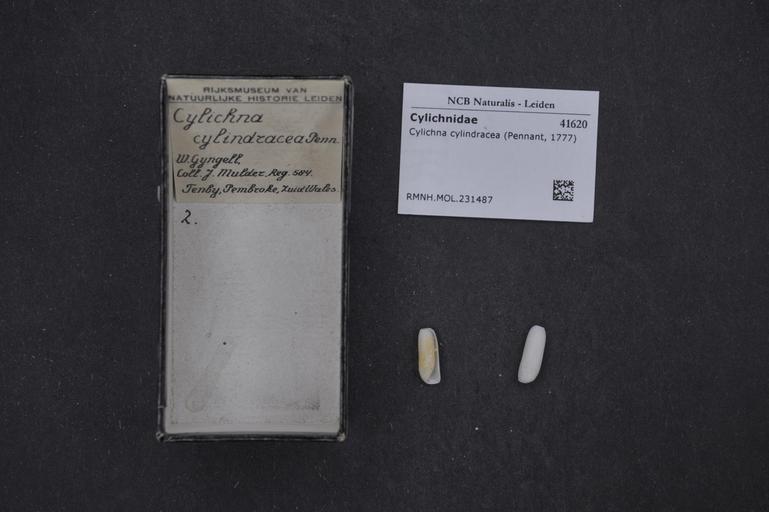 RIJKSMUSEUM VAN
NATUURLIJKE HISTORIE LEIDEN
Cylichna
cylindracea Penn.
W. Gyngell,
Coll. J. Mulder, Reg. 584.
Tenby, Pembroke, Zuid Wales.
2.
NCB Naturalis - Leiden
Cylichnidae 41620
Cylichna cylindracea (Pennant, 1777)
RMNH.MOL.231487